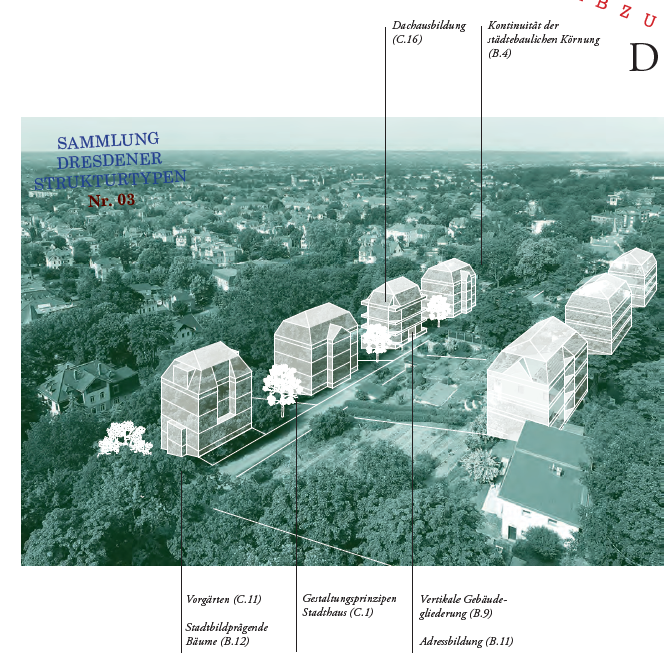 B Z U
D
Dachausbildung
(C.16)
Kontinuität der
städtebaulichen Körnung
(B.4)
SAMMLUNG
DRESDENER
STRUKTURTYPEN
Nr. 03
Vorgärten (C.11)
Stadtbildprägende
Bäume (B.12)
Gestaltungsprinzipen
Stadthaus (C.1)
Vertikale Gebäude-
gliederung (B.9)
Adressbildung (B.11)